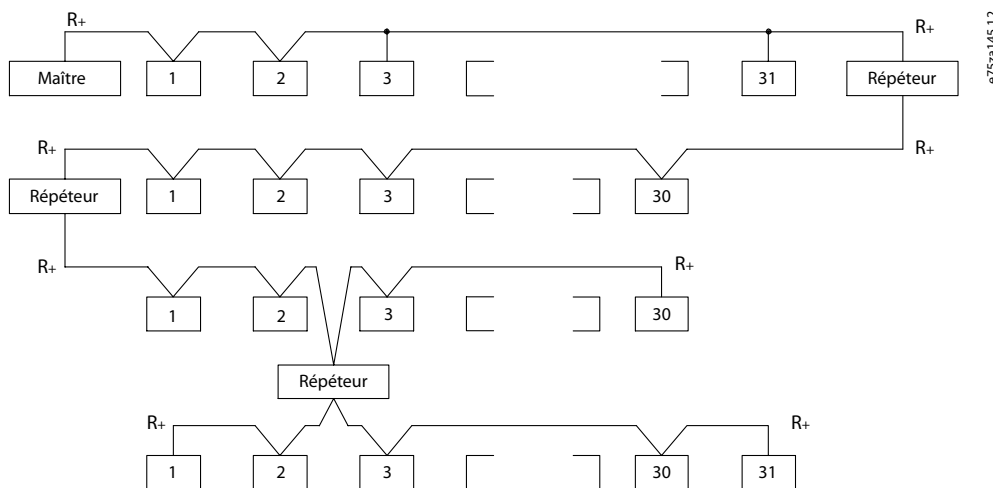 R+ R+
Maître 1 2 3 31 Répéteur
e75za145.12
R+ R+
Répéteur 1 2 3 30
R+ R+
1 2 3 30
Répéteur
R+ R+
1 2 3 30 31